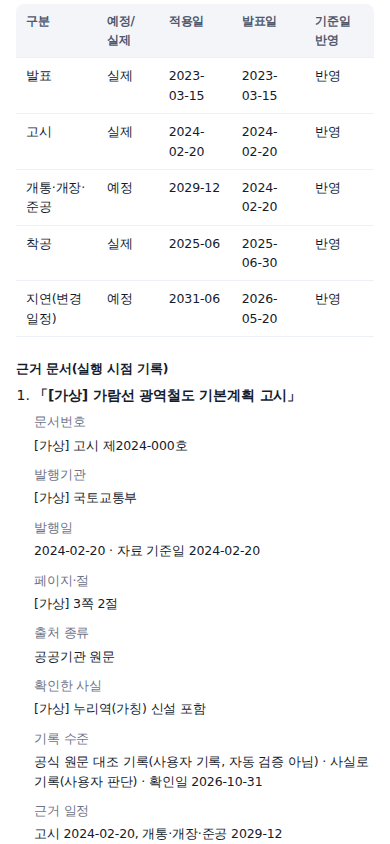 구분 예정/ 적용일 발표일 기준일
실제 반영
발표 실제 2023- 2023- 반영
03-15 03-15
고시 실제 2024- 2024- 반영
02-20 02-20
개통·개장· 예정 2029-12 2024- 반영
준공 02-20
착공 실제 2025-06 2025- 반영
06-30
지연(변경 예정 2031-06 2026- 반영
일정) 05-20
근거 문서(실행 시점 기록)
1. 「[가상] 가람선 광역철도 기본계획 고시」
문서번호
[가상] 고시 제2024-000호
발행기관
[가상] 국토교통부
발행일
2024-02-20 · 자료 기준일 2024-02-20
페이지·절
[가상] 3쪽 2절
출처 종류
공공기관 원문
확인한 사실
[가상] 누리역(가칭) 신설 포함
기록 수준
공식 원문 대조 기록(사용자 기록, 자동 검증 아님) · 사실로
기록(사용자 판단) · 확인일 2026-10-31
근거 일정
고시 2024-02-20, 개통·개장·준공 2029-12